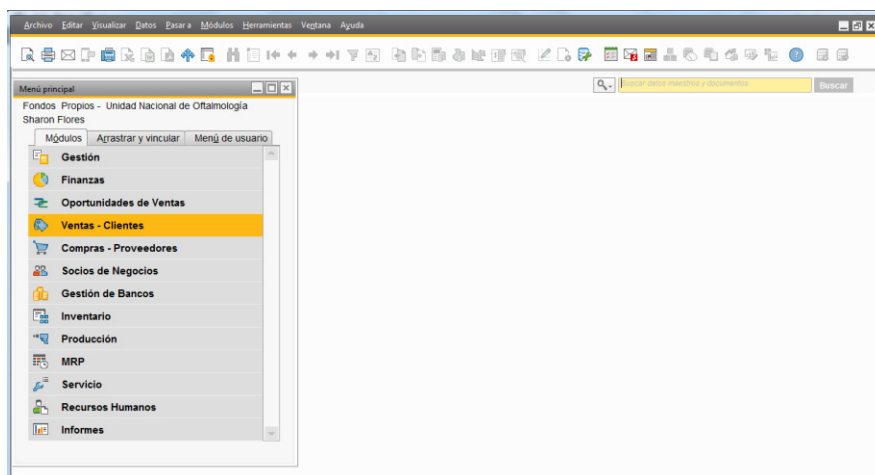 Archivo Editar Visualizar Datos Pasar a Módulos Herramientas Ventana Ayuda
Buscar datos maestros y documentos Buscar
Menú principal
Fondos Propios - Unidad Nacional de Oftalmología
Sharon Flores
Módulos Arrastrar y vincular Menú de usuario
Gestión
Finanzas
Oportunidades de Ventas
Ventas - Clientes
Compras - Proveedores
Socios de Negocios
Gestión de Bancos
Inventario
Producción
MRP
Servicio
Recursos Humanos
Informes